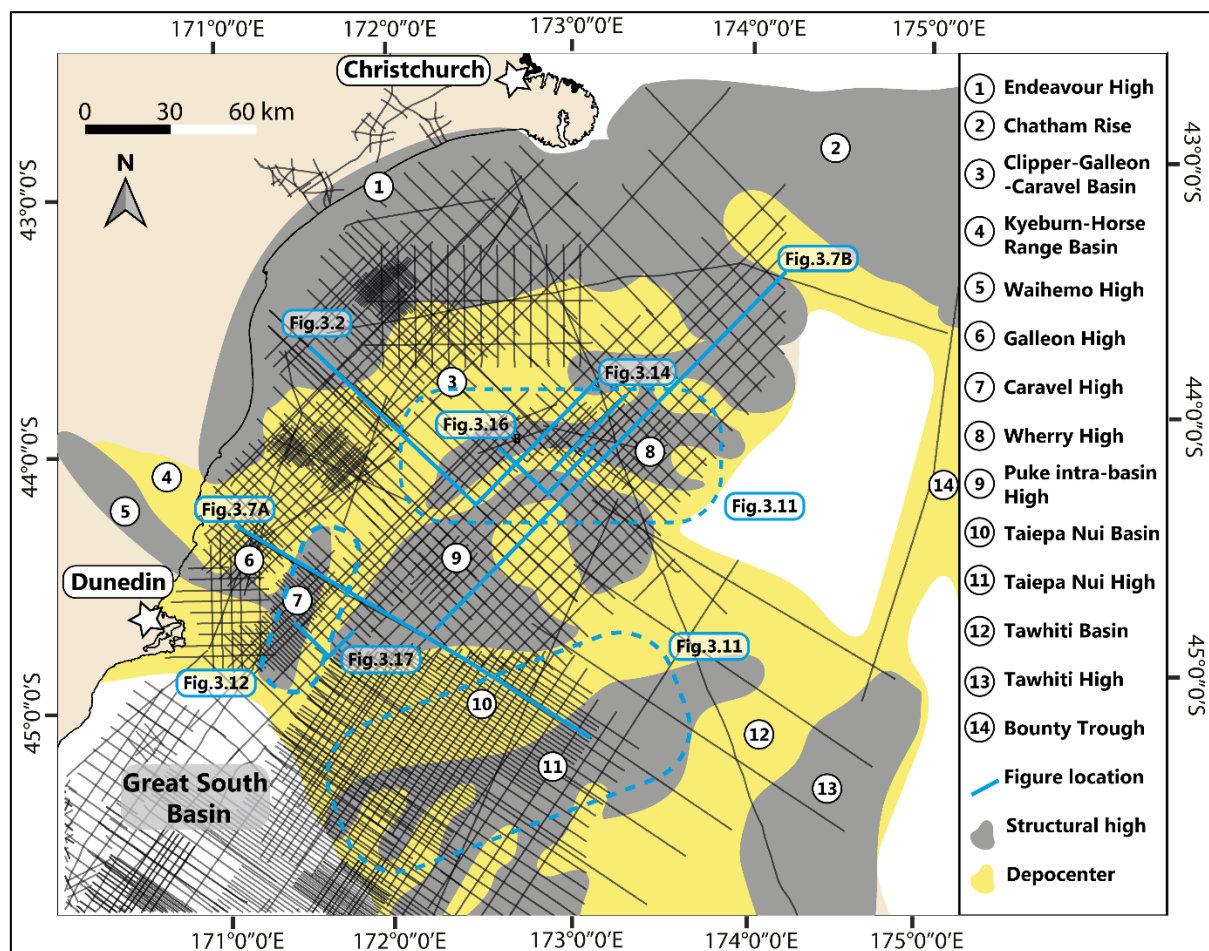 171°0"0"E
172°0"0"E
173°0"0"E
174°0"0"E
175°0"0"E
Christchurch
0 30 60 km
N
43°0"0"S
43°0"0"S
44°0"0"S
44°0"0"S
45°0"0"S
45°0"0"S
1
2
Fig.3.7B
Fig.3.2
3
Fig.3.14
Fig.3.16
8
4
5
14
Fig.3.7A
Fig.3.11
6
9
7
Dunedin
Fig.3.17
Fig.3.11
Fig.3.12
10
12
11
13
Great South
Basin
171°0"0"E
172°0"0"E
173°0"0"E
174°0"0"E
175°0"0"E
1 Endeavour High
2 Chatham Rise
3 Clipper-Galleon
-Caravel Basin
4 Kyeburn-Horse
Range Basin
5 Waihemo High
6 Galleon High
7 Caravel High
8 Wherry High
9 Puke intra-basin
High
10 Taiepa Nui Basin
11 Taiepa Nui High
12 Tawhiti Basin
13 Tawhiti High
14 Bounty Trough
Figure location
Structural high
Depocenter